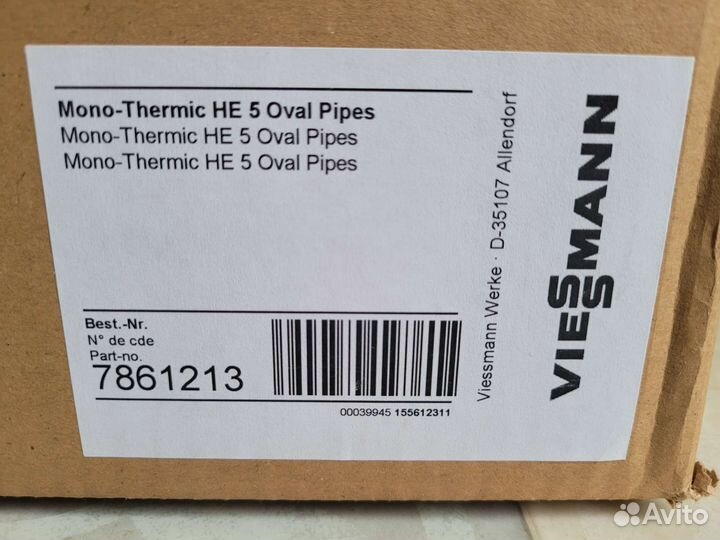 Mono-Thermic HE 5 Oval Pipes
Mono-Thermic HE 5 Oval Pipes
Mono-Thermic HE 5 Oval Pipes
Best.-Nr.
N° de cde
Part-no.
7861213
00039945 155612311
Viessmann Werke · D-35107 Allendorf
VIESSMANN
Avito